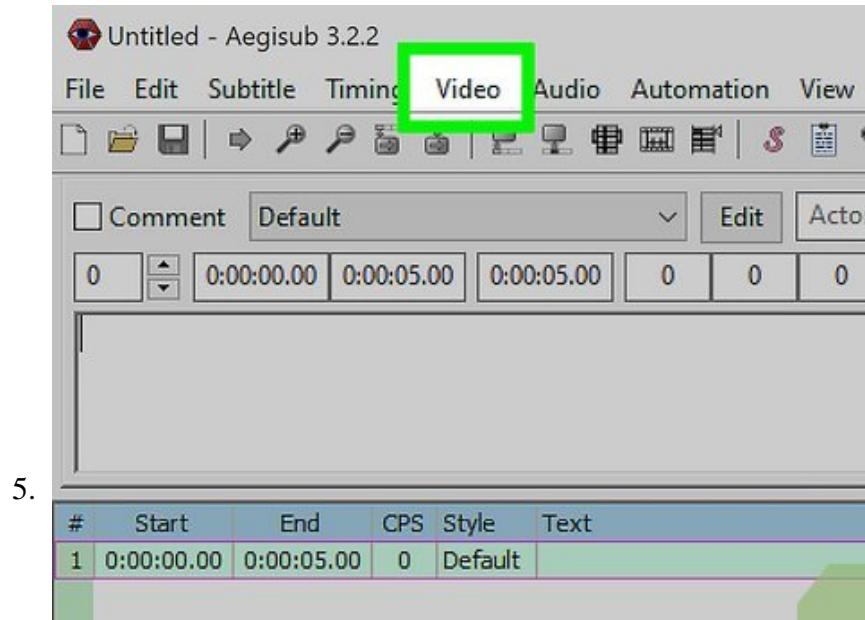 Untitled - Aegisub 3.2.2
File Edit Subtitle Timing Video Audio Automation View
Comment Default Edit Acto
0 0:00:00.00 0:00:05.00 0:00:05.00 0 0 0
5.
# Start End CPS Style Text
1 0:00:00.00 0:00:05.00 0 Default